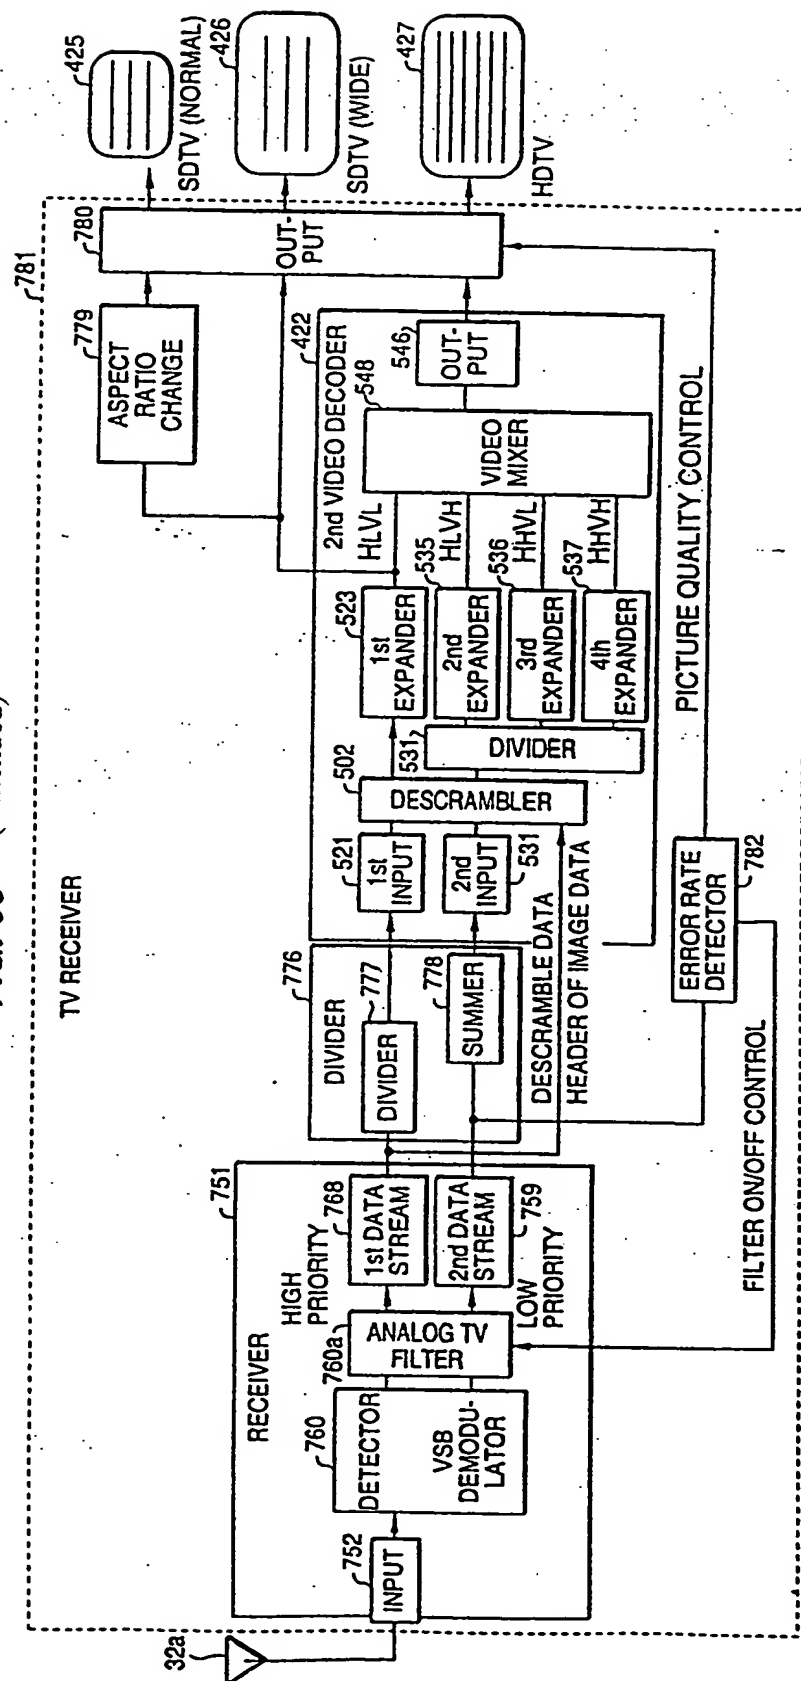 TV RECEIVER
781
32a
751
RECEIVER
752
INPUT
760
DETECTOR
VSB
DEMODU-
LATOR
760a
ANALOG TV
FILTER
HIGH
PRIORITY
768
1st DATA
STREAM
759
2nd DATA
STREAM
LOW
PRIORITY
776
DIVIDER
777
DIVIDER
778
SUMMER
DESCRAMBLE DATA
HEADER OF IMAGE DATA
422
2nd VIDEO DECODER
521
1st
INPUT
2nd
INPUT
531
502
DESCRAMBLER
531
DIVIDER
523
1st
EXPANDER
535
2nd
EXPANDER
536
3rd
EXPANDER
537
4th
EXPANDER
HLVL
HLVH
HHVL
HHVH
548
VIDEO
MIXER
546
OUT-
PUT
779
ASPECT
RATIO
CHANGE
780
OUT-
PUT
425
SDTV (NORMAL)
426
SDTV (WIDE)
427
HDTV
ERROR RATE
DETECTOR
782
PICTURE QUALITY CONTROL
FILTER ON/OFF CONTROL